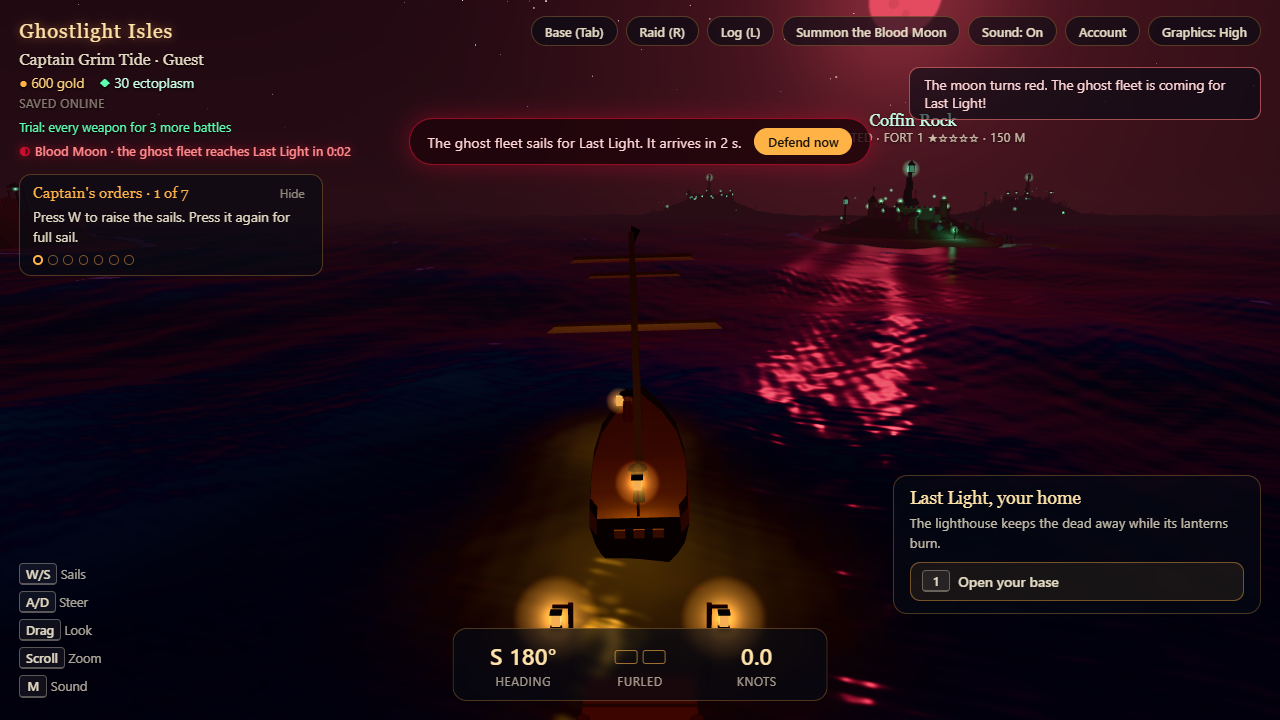 Ghostlight Isles
Captain Grim Tide · Guest
600 gold 30 ectoplasm
SAVED ONLINE
Trial: every weapon for 3 more battles
Blood Moon · the ghost fleet reaches Last Light in 0:02
Captain's orders · 1 of 7 Hide
Press W to raise the sails. Press it again for
full sail.
Base (Tab) Raid (R) Log (L) Summon the Blood Moon Sound: On Account Graphics: High
The moon turns red. The ghost fleet is coming for
Last Light!
Coffin Rock
· FORT 1 ★☆☆☆☆ · 150 M
The ghost fleet sails for Last Light. It arrives in 2 s. Defend now
Last Light, your home
The lighthouse keeps the dead away while its lanterns
burn.
1 Open your base
W/S Sails
A/D Steer
Drag Look
Scroll Zoom
M Sound
S 180° 0.0
HEADING FURLED KNOTS